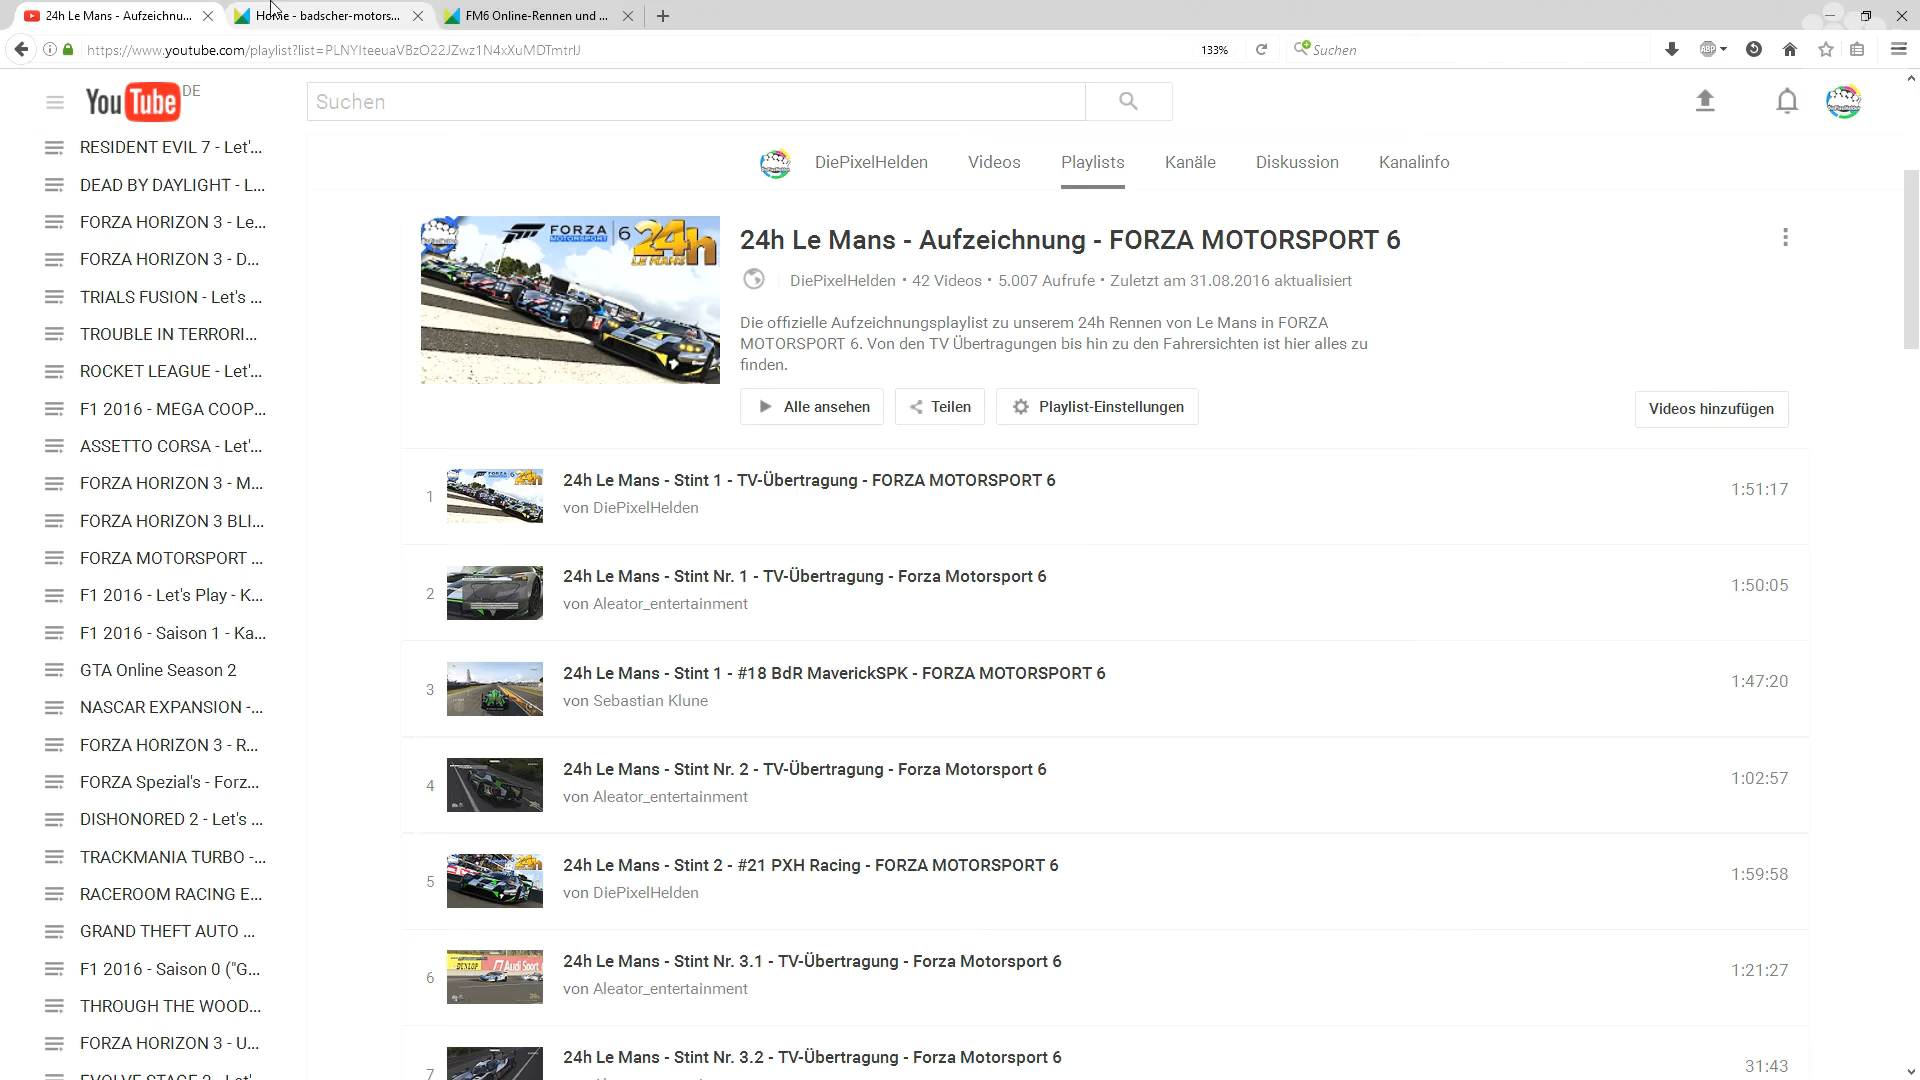 24h Le Mans - Aufzeichnu...
Home - badscher-motors...
FM6 Online-Rennen und ...
https://www.youtube.com/playlist?list=PLNYIteeuaVBzO22JZwz1N4xXuMDTmtrIJ
133%
Suchen
ABP
YouTube DE
Suchen
RESIDENT EVIL 7 - Let'...
DEAD BY DAYLIGHT - L...
FORZA HORIZON 3 - Le...
FORZA HORIZON 3 - D...
TRIALS FUSION - Let's ...
TROUBLE IN TERRORI...
ROCKET LEAGUE - Let'...
F1 2016 - MEGA COOP...
ASSETTO CORSA - Let'...
FORZA HORIZON 3 - M...
FORZA HORIZON 3 BLI...
FORZA MOTORSPORT ...
F1 2016 - Let's Play - K...
F1 2016 - Saison 1 - Ka...
GTA Online Season 2
NASCAR EXPANSION -...
FORZA HORIZON 3 - R...
FORZA Spezial's - Forz...
DISHONORED 2 - Let's ...
TRACKMANIA TURBO -...
RACEROOM RACING E...
GRAND THEFT AUTO ...
F1 2016 - Saison 0 ("G...
THROUGH THE WOOD...
FORZA HORIZON 3 - U...
EVOLVE STAGE 2 - Let'...
DiePixelHelden
Videos
Playlists
Kanäle
Diskussion
Kanalinfo
FORZA MOTORSPORT 6
24h LE MANS
24h Le Mans - Aufzeichnung - FORZA MOTORSPORT 6
DiePixelHelden • 42 Videos • 5.007 Aufrufe • Zuletzt am 31.08.2016 aktualisiert
Die offizielle Aufzeichnungsplaylist zu unserem 24h Rennen von Le Mans in FORZA
MOTORSPORT 6. Von den TV Übertragungen bis hin zu den Fahrersichten ist hier alles zu
finden.
Alle ansehen
Teilen
Playlist-Einstellungen
Videos hinzufügen
1
24h Le Mans - Stint 1 - TV-Übertragung - FORZA MOTORSPORT 6
von DiePixelHelden
1:51:17
2
24h Le Mans - Stint Nr. 1 - TV-Übertragung - Forza Motorsport 6
von Aleator_entertainment
1:50:05
3
24h Le Mans - Stint 1 - #18 BdR MaverickSPK - FORZA MOTORSPORT 6
von Sebastian Klune
1:47:20
4
24h Le Mans - Stint Nr. 2 - TV-Übertragung - Forza Motorsport 6
von Aleator_entertainment
1:02:57
5
24h Le Mans - Stint 2 - #21 PXH Racing - FORZA MOTORSPORT 6
von DiePixelHelden
1:59:58
6
DUNLOP
Audi Sport
24h Le Mans - Stint Nr. 3.1 - TV-Übertragung - Forza Motorsport 6
von Aleator_entertainment
1:21:27
7
24h Le Mans - Stint Nr. 3.2 - TV-Übertragung - Forza Motorsport 6
31:43